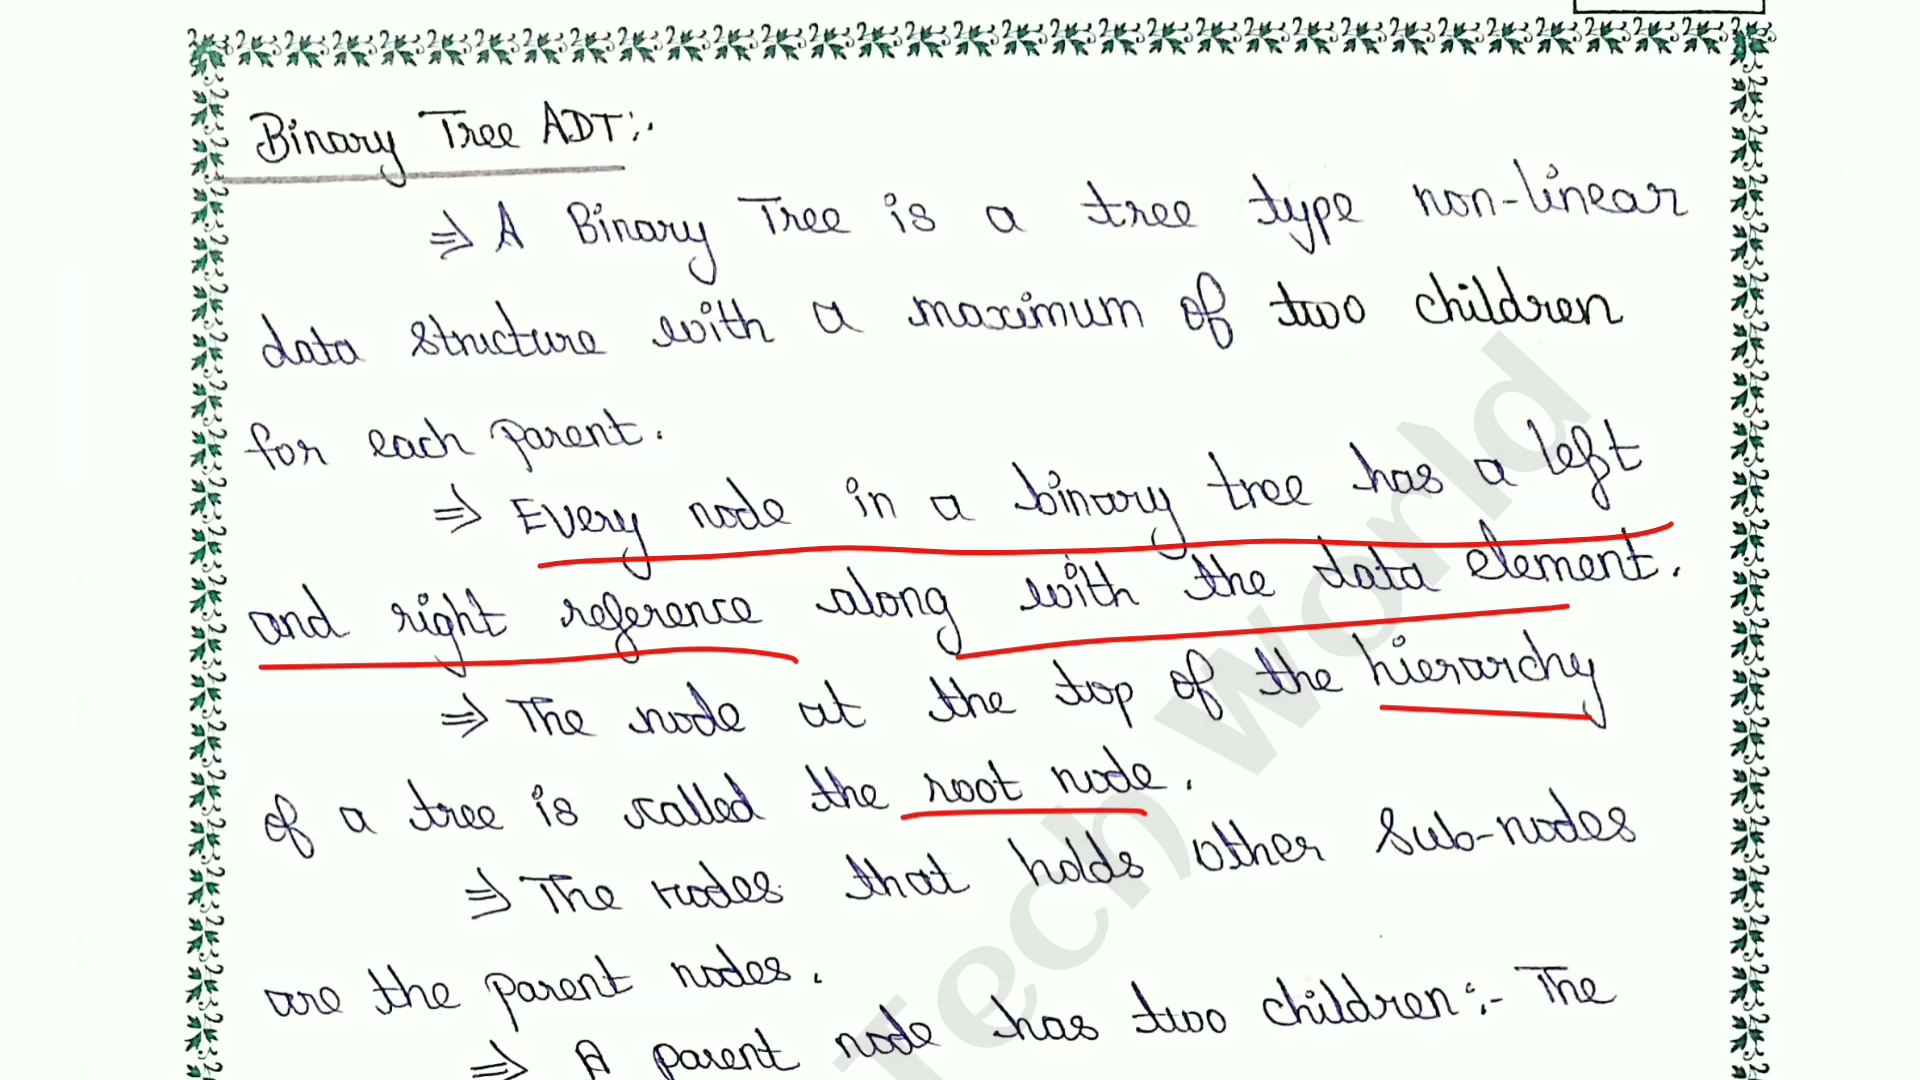 Binary Tree ADT:-
⇒ A Binary Tree is a tree type non-linear
data structure with a maximum of two children
for each parent.
⇒ Every node in a binary tree has a left
and right reference along with the data element.
⇒ The node at the top of the hierarchy
of a tree is called the root node.
⇒ The nodes that holds other sub-nodes
are the parent nodes.
⇒ A parent node has two children:- The
Tech World